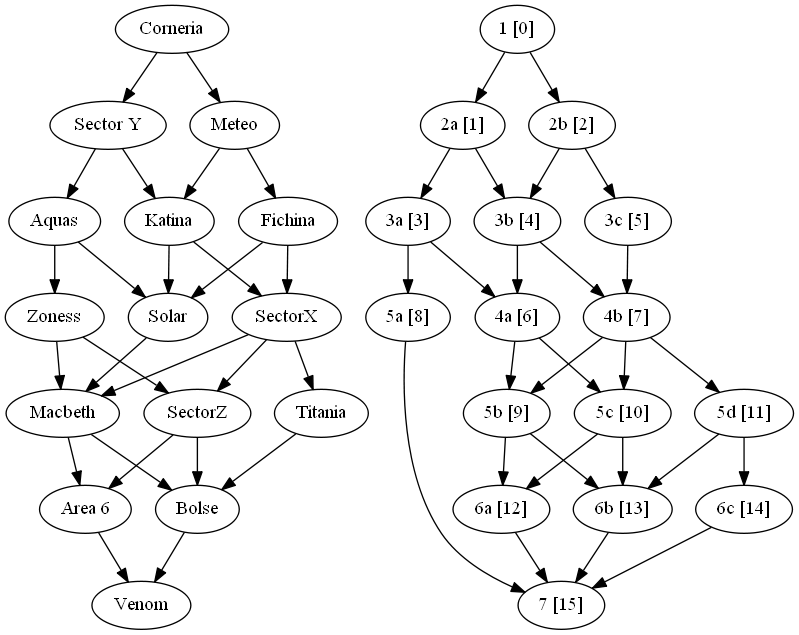 Corneria
Sector Y
Meteo
Aquas
Katina
Fichina
Zoness
Solar
SectorX
Macbeth
SectorZ
Titania
Area 6
Bolse
Venom
1 [0]
2a [1]
2b [2]
3a [3]
3b [4]
3c [5]
5a [8]
4a [6]
4b [7]
5b [9]
5c [10]
5d [11]
6a [12]
6b [13]
6c [14]
7 [15]